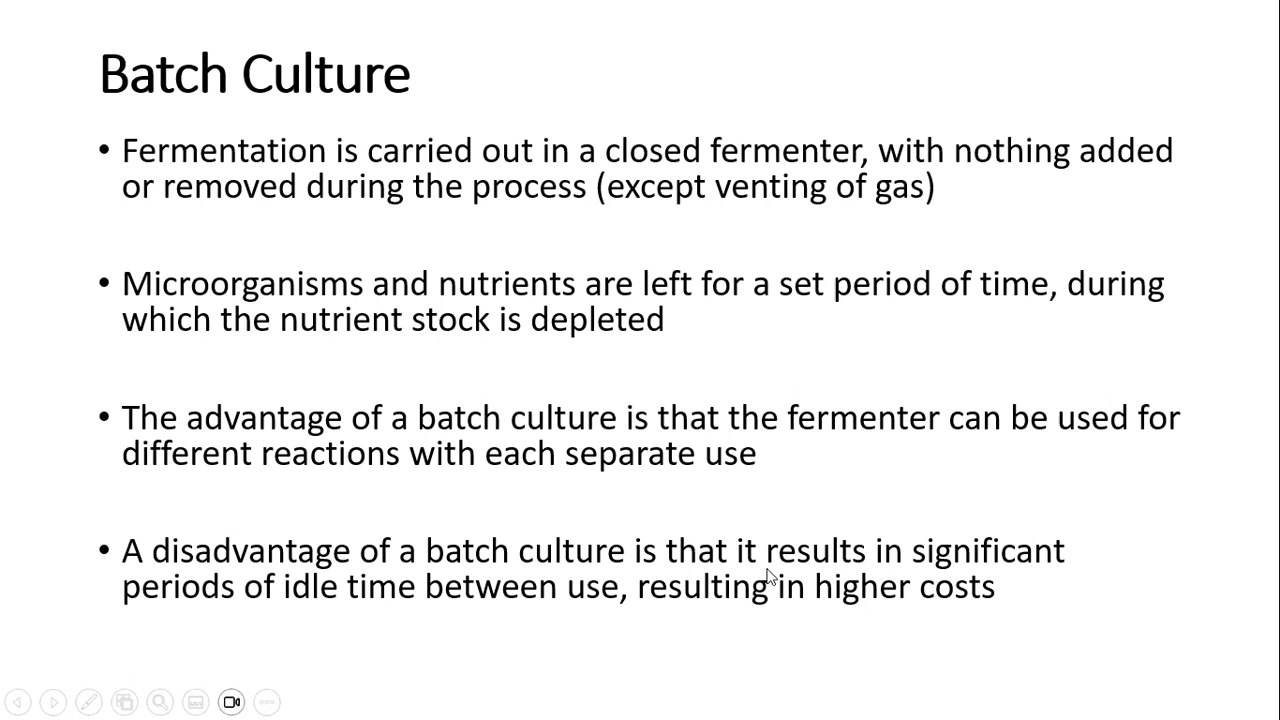 Batch Culture
• Fermentation is carried out in a closed fermenter, with nothing added
or removed during the process (except venting of gas)
• Microorganisms and nutrients are left for a set period of time, during
which the nutrient stock is depleted
• The advantage of a batch culture is that the fermenter can be used for
different reactions with each separate use
• A disadvantage of a batch culture is that it results in significant
periods of idle time between use, resulting in higher costs